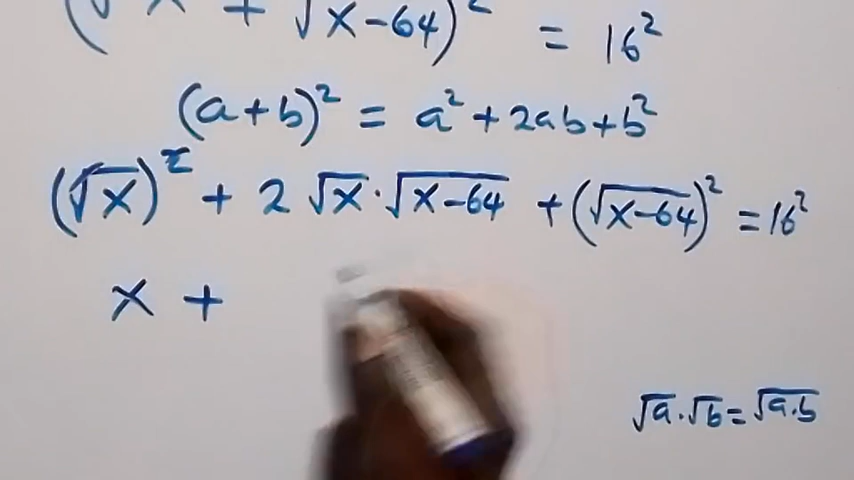 (√x + √x-64)² = 16²
(a+b)² = a² + 2ab + b²
(√x)² + 2 √x · √x-64 + (√x-64)² = 16²
x +
√a · √b = √a·b